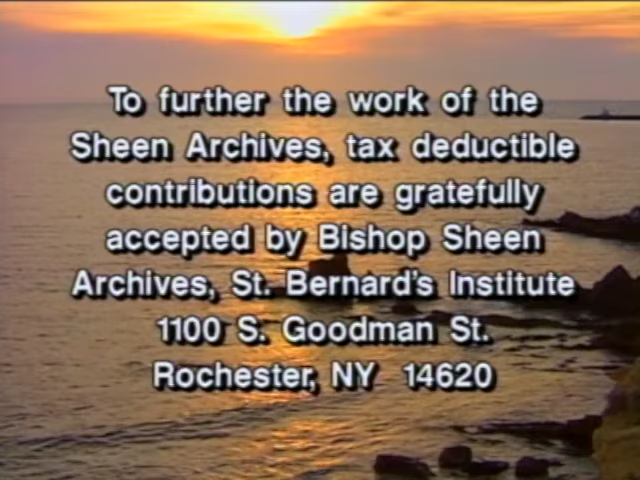 To further the work of the
Sheen Archives, tax deductible
contributions are gratefully
accepted by Bishop Sheen
Archives, St. Bernard's Institute
1100 S. Goodman St.
Rochester, NY 14620